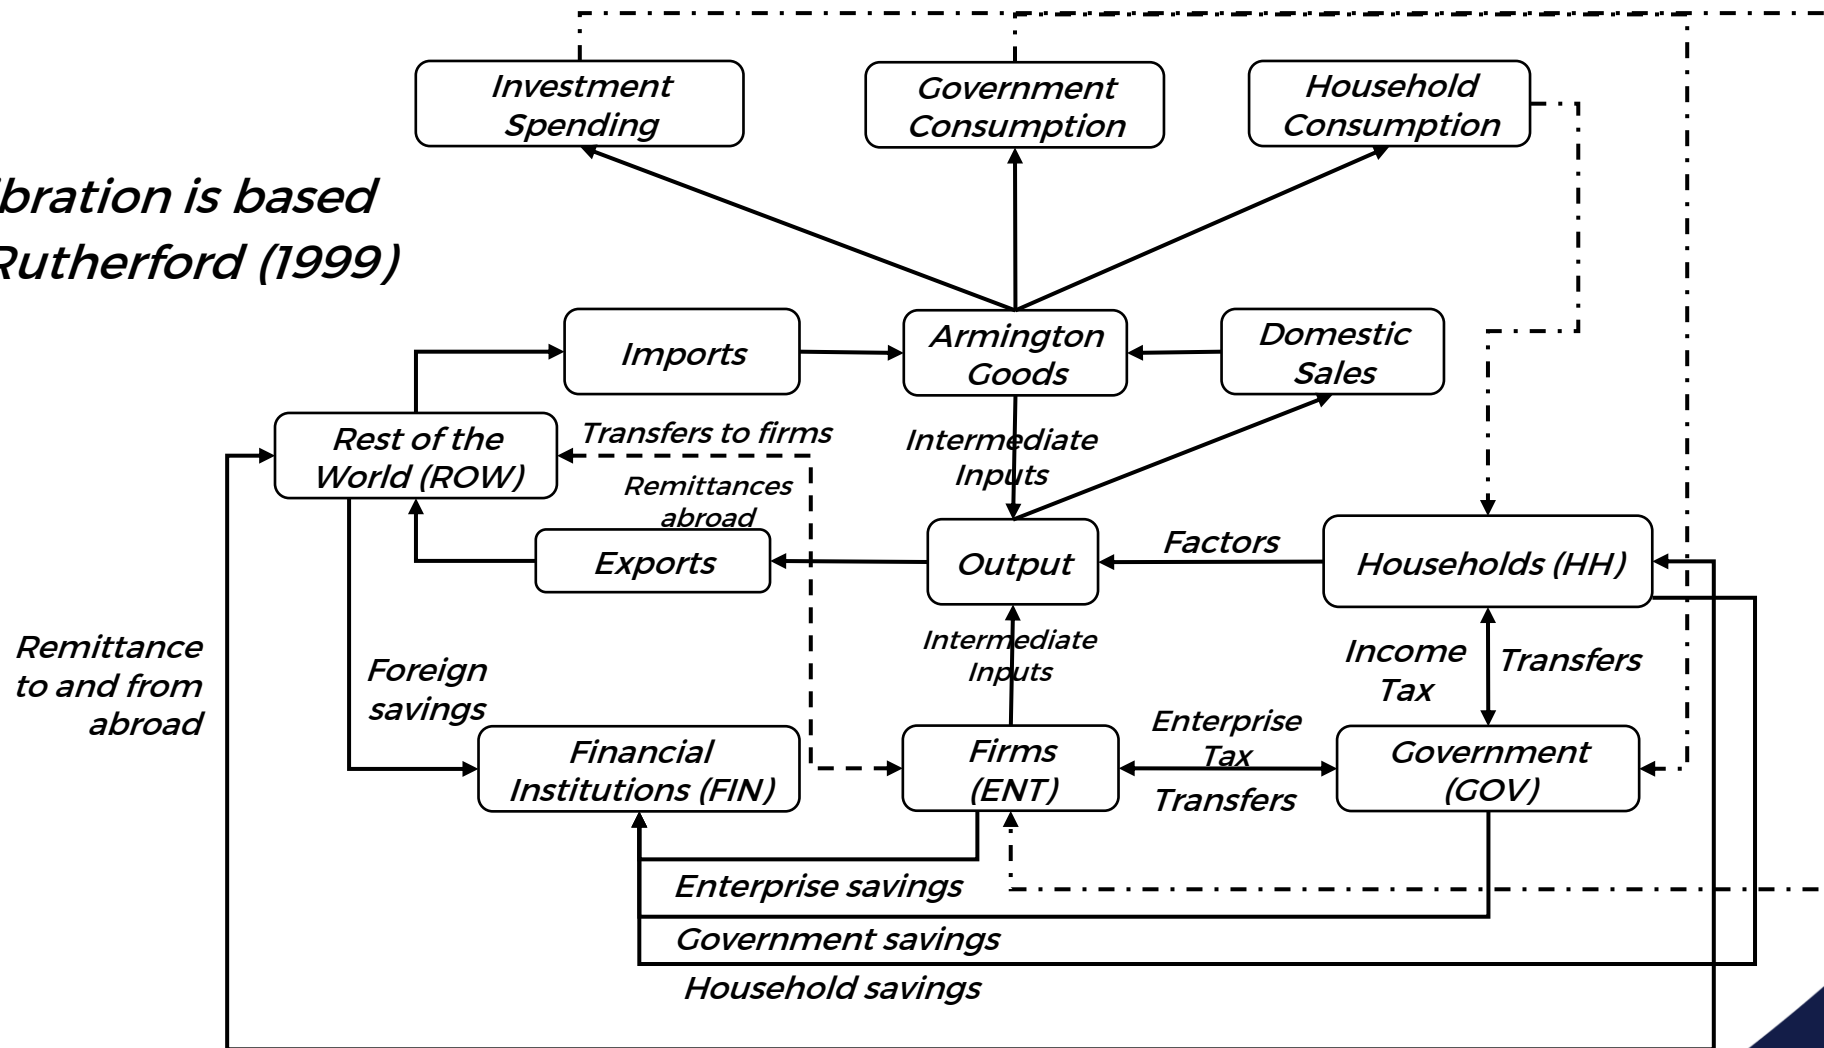 Investment
Spending
Government
Consumption
Household
Consumption
bration is based
Rutherford (1999)
Imports
Armington
Goods
Domestic
Sales
Rest of the
World (ROW)
Transfers to firms
Remittances
abroad
Intermediate
Inputs
Exports
Output
Factors
Households (HH)
Remittance
to and from
abroad
Foreign
savings
Intermediate
Inputs
Income
Tax
Transfers
Financial
Institutions (FIN)
Firms
(ENT)
Enterprise
Tax
Transfers
Government
(GOV)
Enterprise savings
Government savings
Household savings